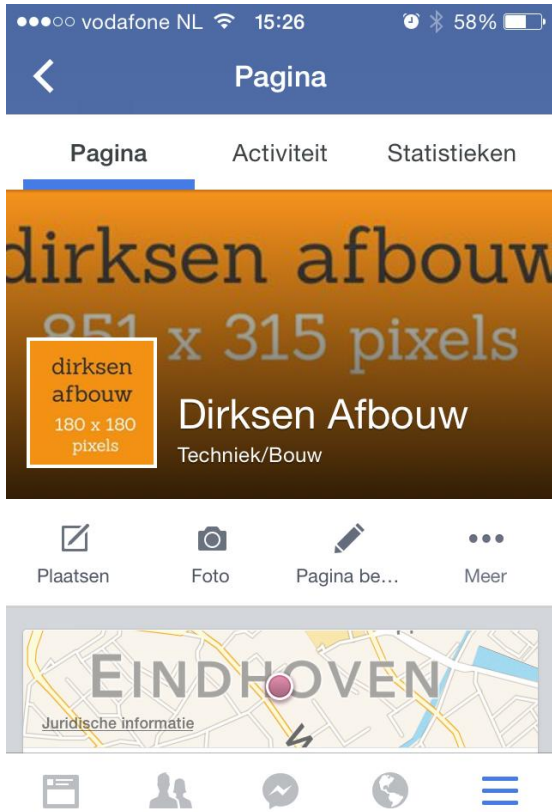 vodafone NL 15:26 58%
Pagina
Pagina Activiteit Statistieken
dirksen afbouw
851 x 315 pixels
dirksen
afbouw
180 x 180
pixels
Dirksen Afbouw
Techniek/Bouw
Plaatsen Foto Pagina be... Meer
EINDHOVEN
Juridische informatie